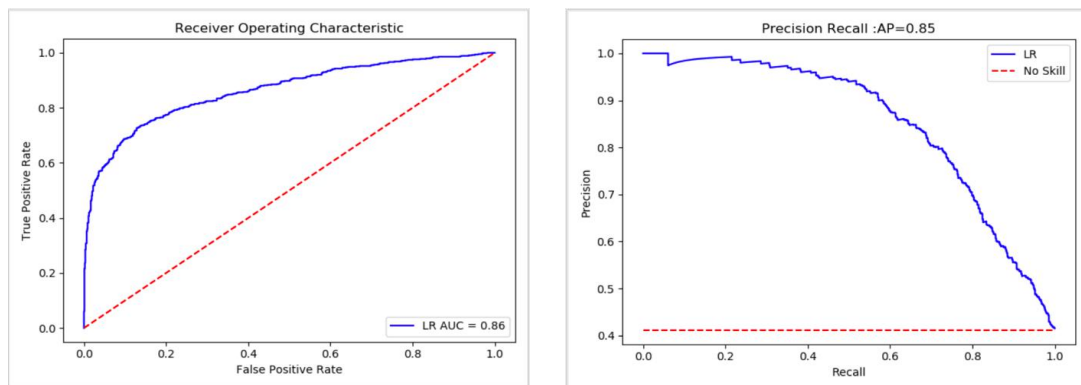 Receiver Operating Characteristic
1.0
0.8
0.6
0.4
0.2
0.0
True Positive Rate
0.0 0.2 0.4 0.6 0.8 1.0
False Positive Rate
LR AUC = 0.86
Precision Recall :AP=0.85
1.0
0.9
0.8
0.7
0.6
0.5
0.4
Precision
0.0 0.2 0.4 0.6 0.8 1.0
Recall
LR
No Skill